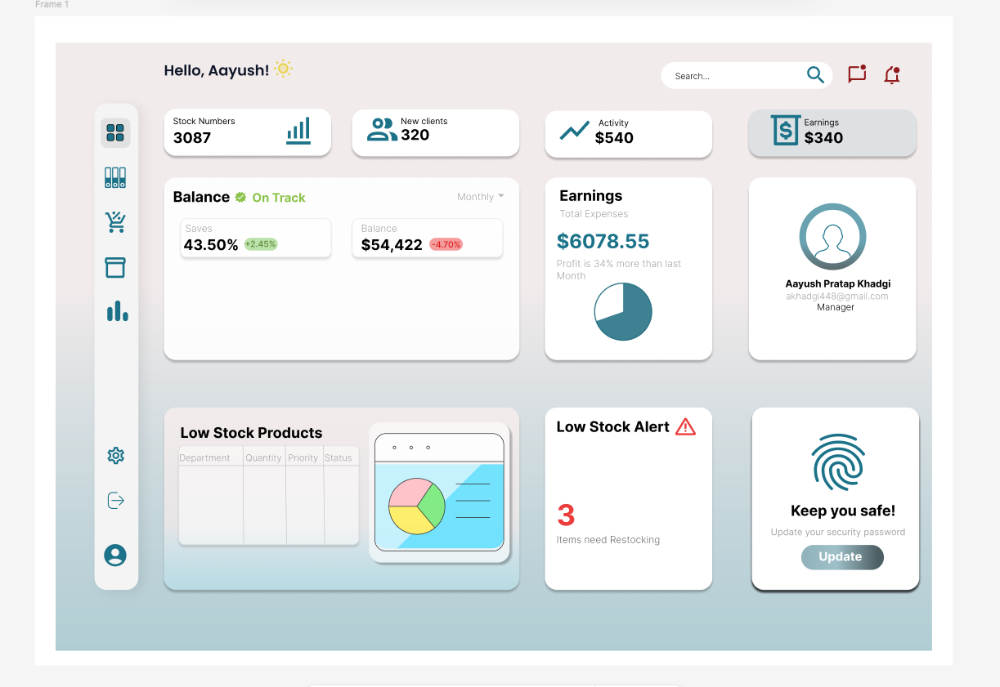 Frame 1
Hello, Aayush!
Search...
Stock Numbers
3087
New clients
320
Activity
$540
Earnings
$340
Balance On Track
Monthly
Saves
43.50% +2.45%
Balance
$54,422 -4.70%
Earnings
Total Expenses
$6078.55
Profit is 34% more than last
Month
Aayush Pratap Khadgi
akhadgi448@gmail.com
Manager
Low Stock Products
Department Quantity Priority Status
Low Stock Alert
3
Items need Restocking
Keep you safe!
Update your security password
Update